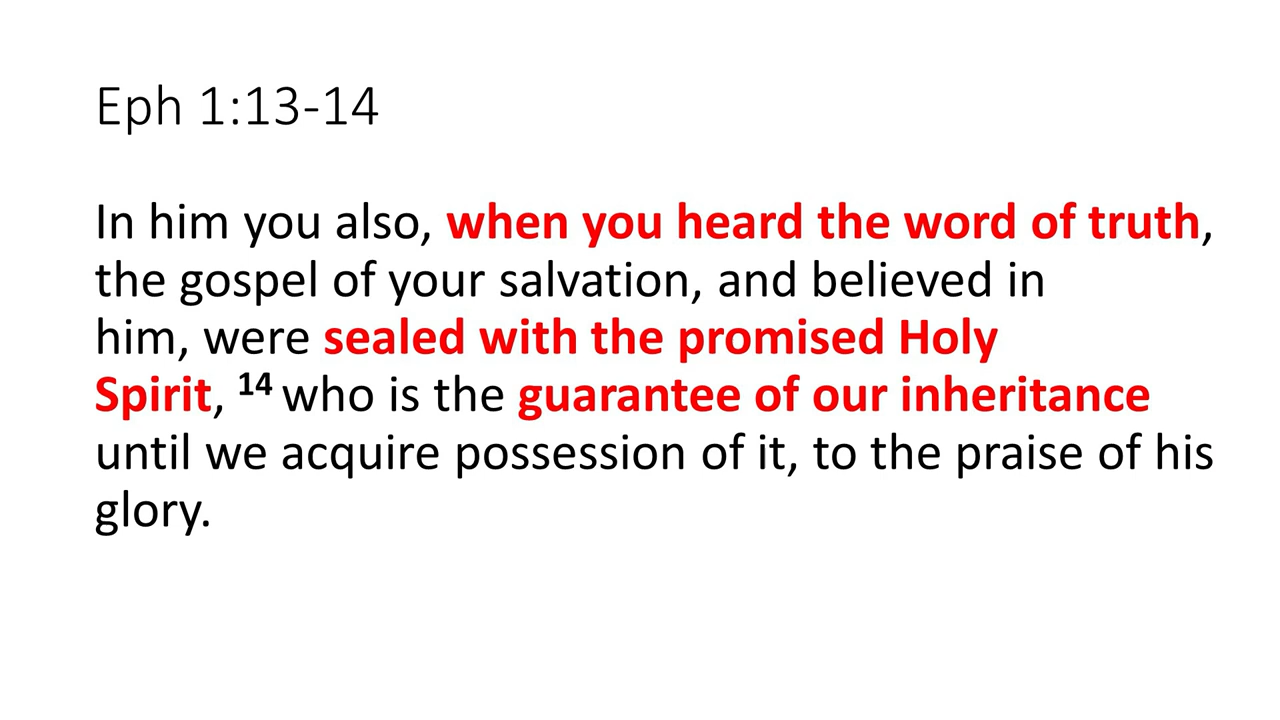 Eph 1:13-14
In him you also, when you heard the word of truth,
the gospel of your salvation, and believed in
him, were sealed with the promised Holy
Spirit, 14 who is the guarantee of our inheritance
until we acquire possession of it, to the praise of his
glory.